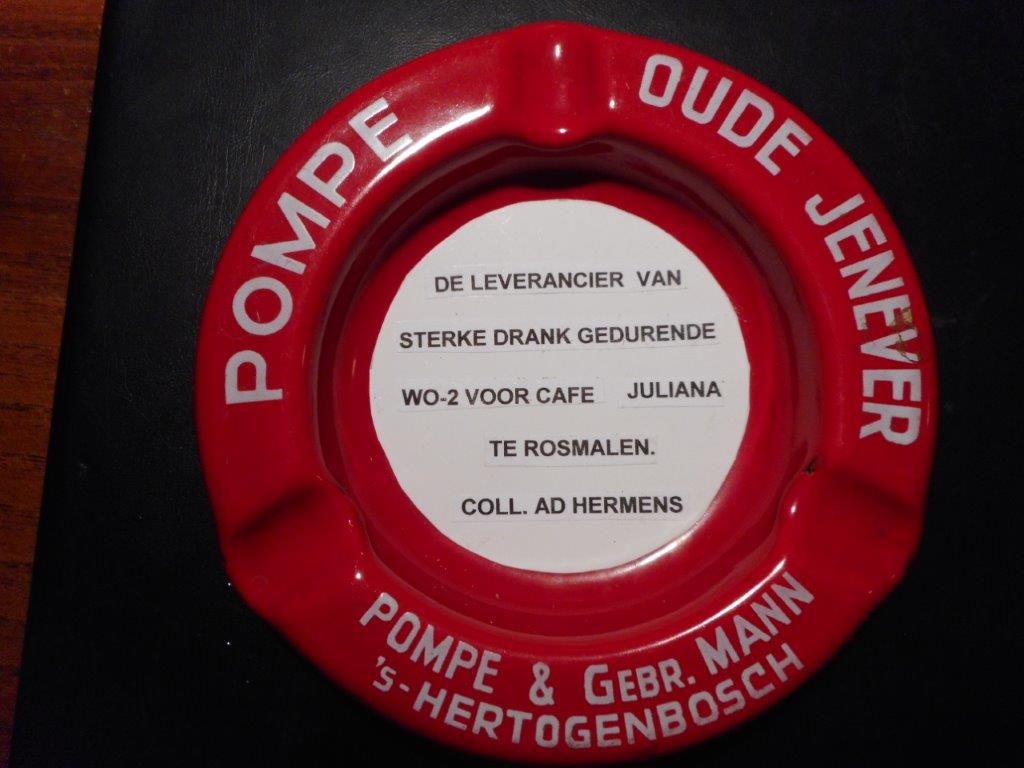 POMPE
OUDE JENEVER
DE LEVERANCIER VAN
STERKE DRANK GEDURENDE
WO-2 VOOR CAFE JULIANA
TE ROSMALEN.
COLL. AD HERMENS
POMPE & GEBR. MANN
's-HERTOGENBOSCH